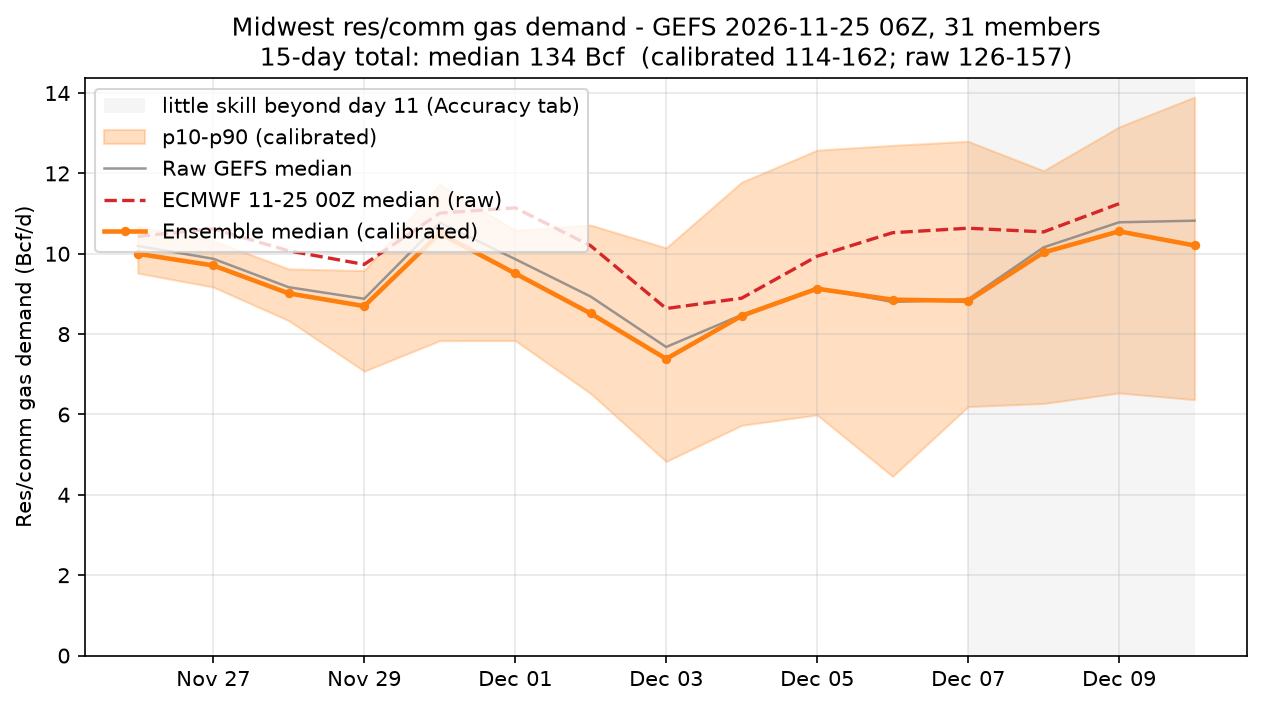 Midwest res/comm gas demand - GEFS 2026-11-25 06Z, 31 members
15-day total: median 134 Bcf  (calibrated 114-162; raw 126-157)
little skill beyond day 11 (Accuracy tab)
p10-p90 (calibrated)
Raw GEFS median
ECMWF 11-25 00Z median (raw)
Ensemble median (calibrated)
Res/comm gas demand (Bcf/d)
14
12
10
8
6
4
2
0
Nov 27
Nov 29
Dec 01
Dec 03
Dec 05
Dec 07
Dec 09